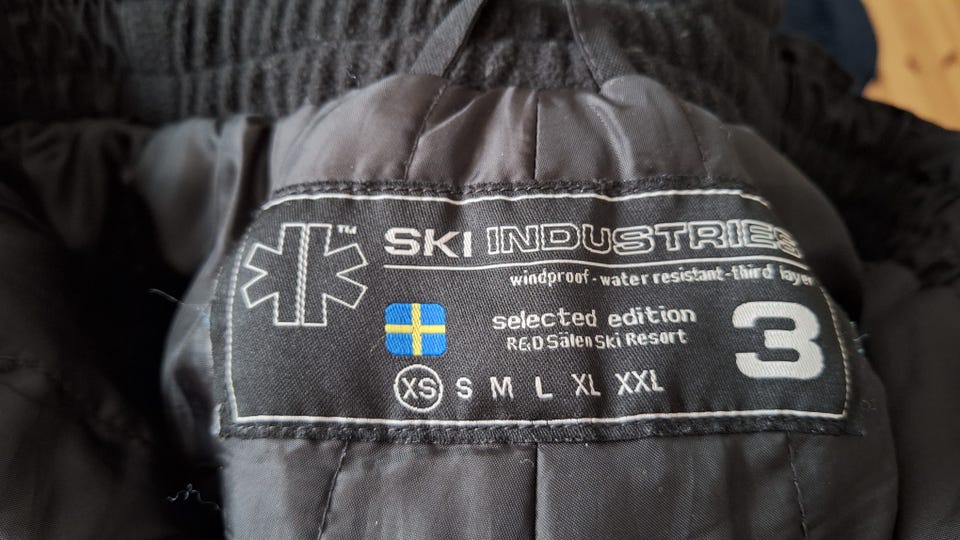 SKI INDUSTRIES
™
windproof-water resistant-third layer
selected edition
R&D Sälen Ski Resort
3
XS S M L XL XXL